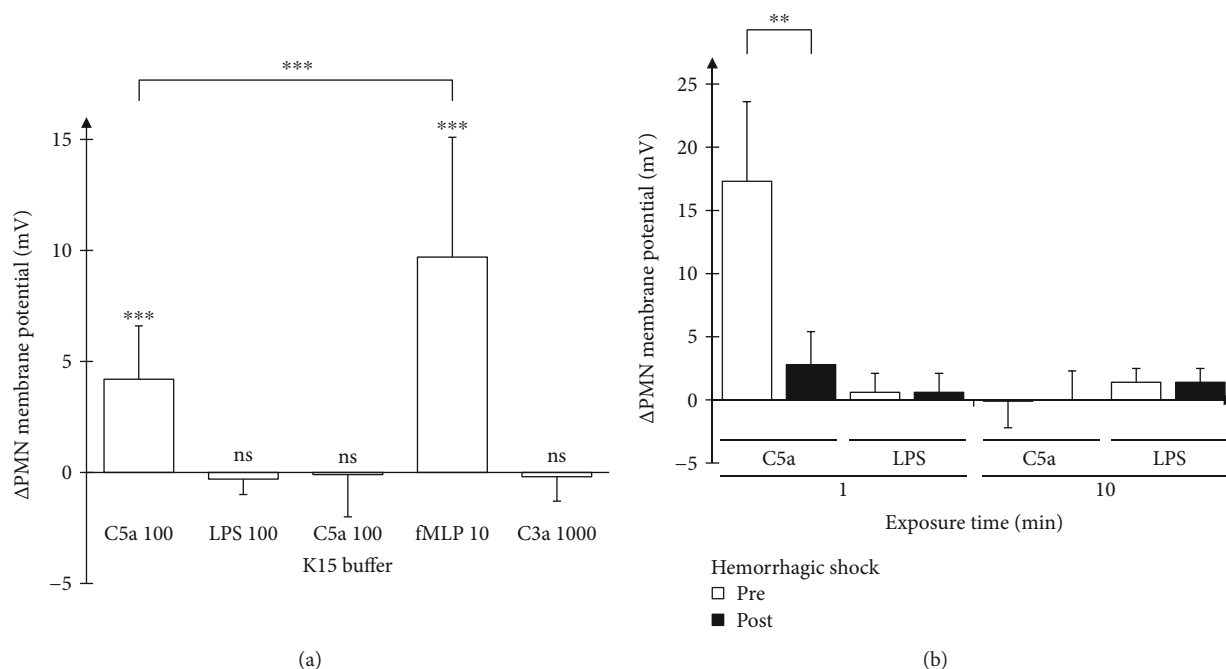 ***
***
***
ns
ns
ns
15
10
5
0
−5
ΔPMN membrane potential (mV)
C5a 100
LPS 100
C5a 100
fMLP 10
C3a 1000
K15 buffer
(a)
**
25
20
15
10
5
0
−5
ΔPMN membrane potential (mV)
C5a
LPS
C5a
LPS
1
10
Exposure time (min)
Hemorrhagic shock
Pre
Post
(b)